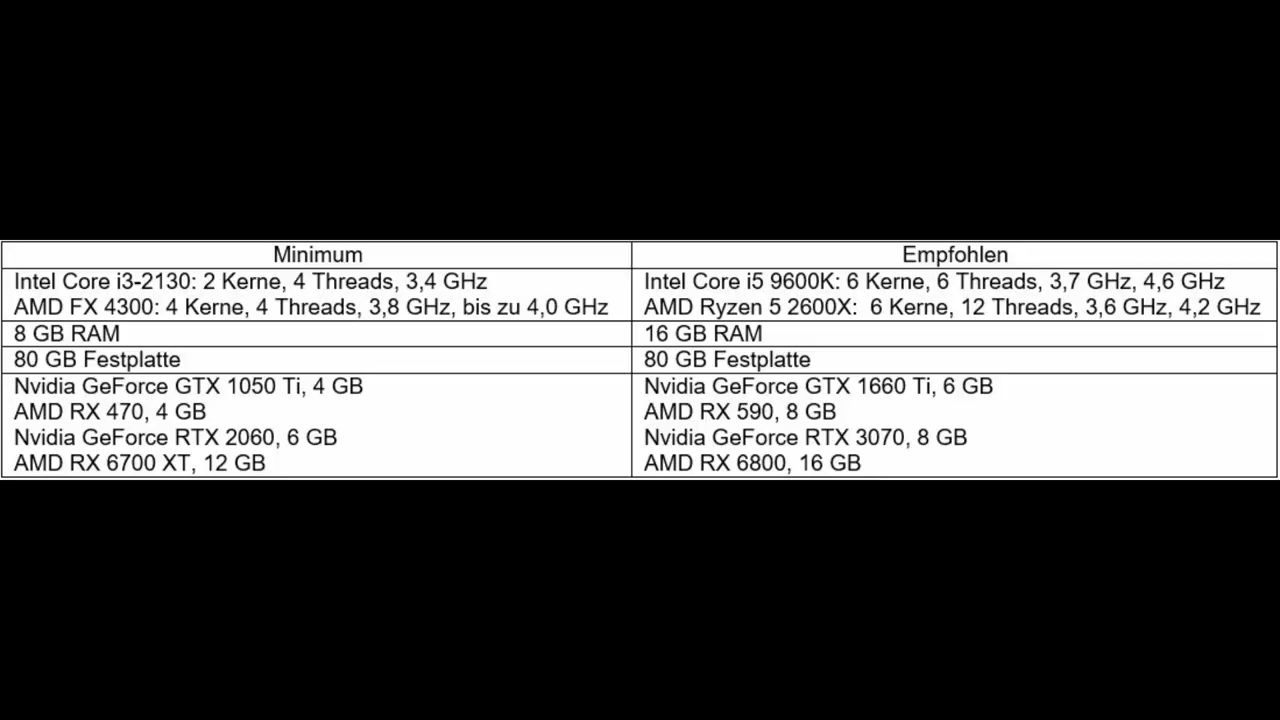 Minimum
Empfohlen
Intel Core i3-2130: 2 Kerne, 4 Threads, 3,4 GHz
AMD FX 4300: 4 Kerne, 4 Threads, 3,8 GHz, bis zu 4,0 GHz
Intel Core i5 9600K: 6 Kerne, 6 Threads, 3,7 GHz, 4,6 GHz
AMD Ryzen 5 2600X:  6 Kerne, 12 Threads, 3,6 GHz, 4,2 GHz
8 GB RAM
16 GB RAM
80 GB Festplatte
80 GB Festplatte
Nvidia GeForce GTX 1050 Ti, 4 GB
AMD RX 470, 4 GB
Nvidia GeForce RTX 2060, 6 GB
AMD RX 6700 XT, 12 GB
Nvidia GeForce GTX 1660 Ti, 6 GB
AMD RX 590, 8 GB
Nvidia GeForce RTX 3070, 8 GB
AMD RX 6800, 16 GB